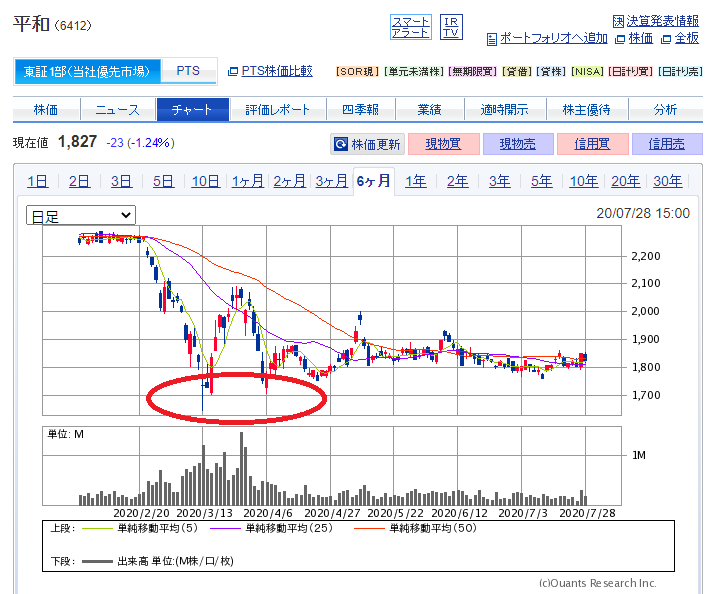 平和 (6412)
スマート
アラート
IR
TV
決算発表情報
ポートフォリオへ追加 株価 全板
東証1部(当社優先市場) PTS PTS株価比較 [SOR現] [単元未満株] [無期限買] [貸借] [貸株] [NISA] [日計り買] [日計り売]
株価 ニュース チャート 評価レポート 四季報 業績 適時開示 株主優待 分析
現在値 1,827 -23 (-1.24%) 株価更新 現物買 現物売 信用買 信用売
1日 2日 3日 5日 10日 1ヶ月 2ヶ月 3ヶ月 6ヶ月 1年 2年 3年 5年 10年 20年 30年
日足 20/07/28 15:00
2,200
2,100
2,000
1,900
1,800
1,700
単位: M
1M
2020/2/20 2020/3/13 2020/4/6 2020/4/27 2020/5/22 2020/6/12 2020/7/3 2020/7/28
上段: 単純移動平均(5) 単純移動平均(25) 単純移動平均(50)
下段: 出来高 単位:(M株/口/枚)
(c)Quants Research Inc.